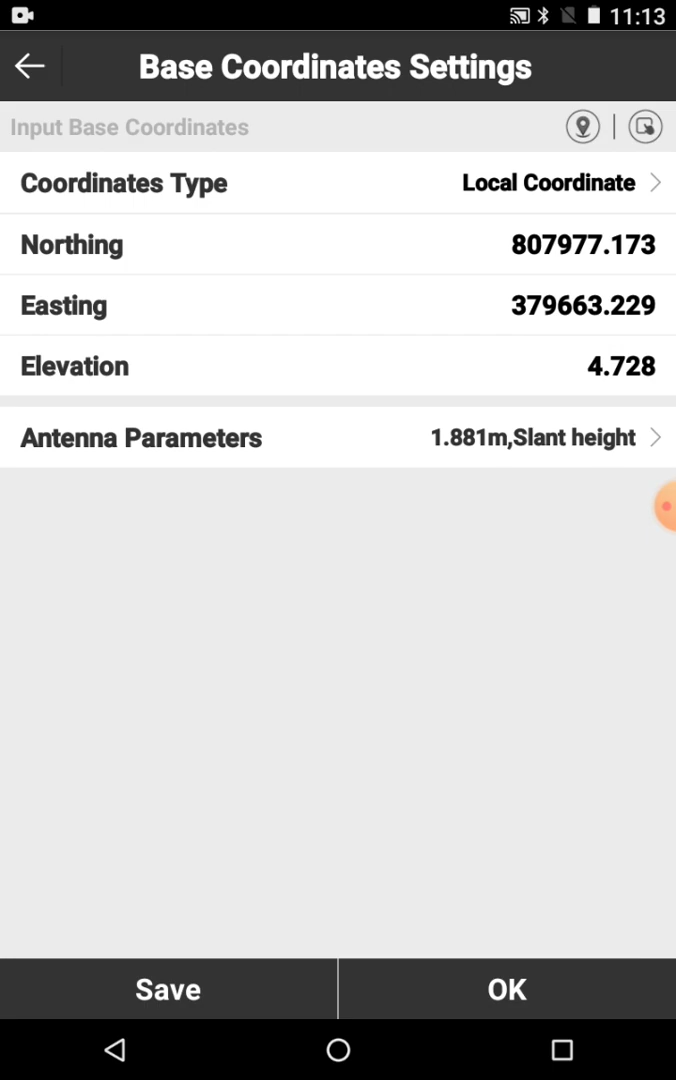 11:13
Base Coordinates Settings
Input Base Coordinates
Coordinates Type Local Coordinate
Northing 807977.173
Easting 379663.229
Elevation 4.728
Antenna Parameters 1.881m,Slant height
Save OK